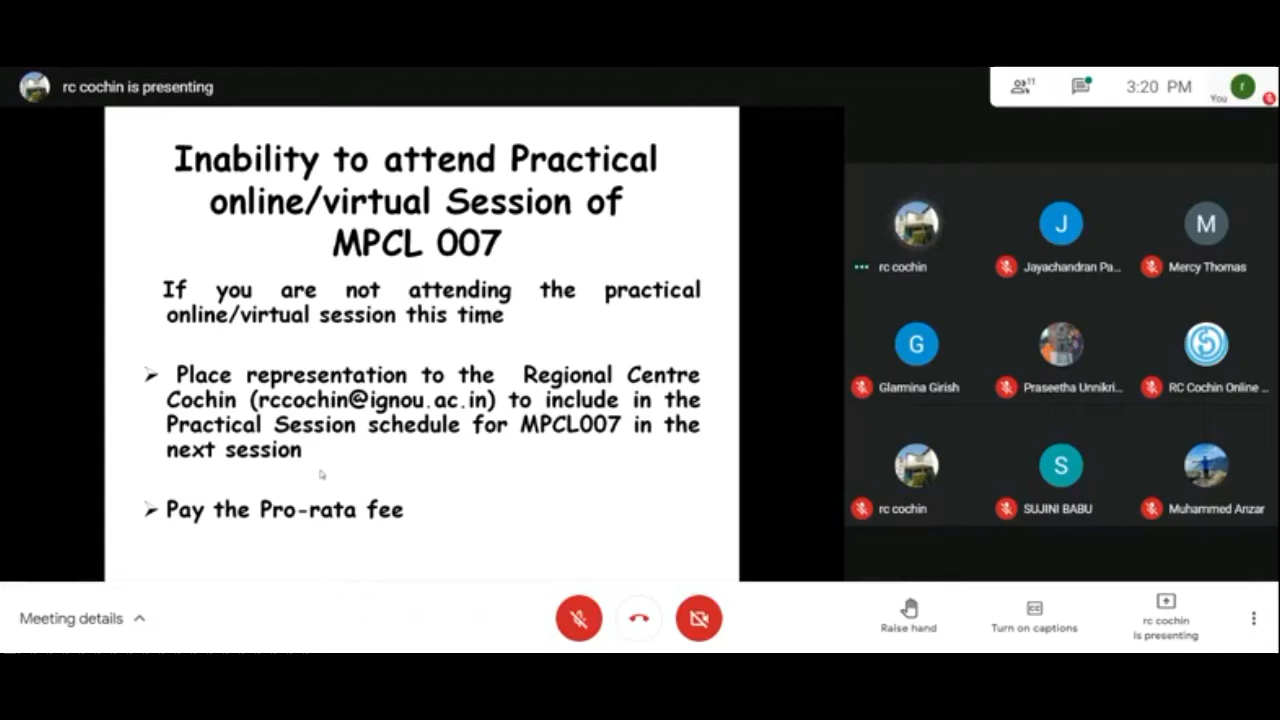 rc cochin is presenting
11
3:20 PM
You
r
Inability to attend Practical
online/virtual Session of
MPCL 007
If you are not attending the practical
online/virtual session this time
➢ Place representation to the Regional Centre
Cochin (rccochin@ignou.ac.in) to include in the
Practical Session schedule for MPCL007 in the
next session
➢ Pay the Pro-rata fee
J
M
rc cochin
Jayachandran Pa...
Mercy Thomas
G
Glarmina Girish
Praseetha Unnikri...
RC Cochin Online ...
S
rc cochin
SUJINI BABU
Muhammed Anzar
Meeting details
Raise hand
CC
Turn on captions
rc cochin
is presenting